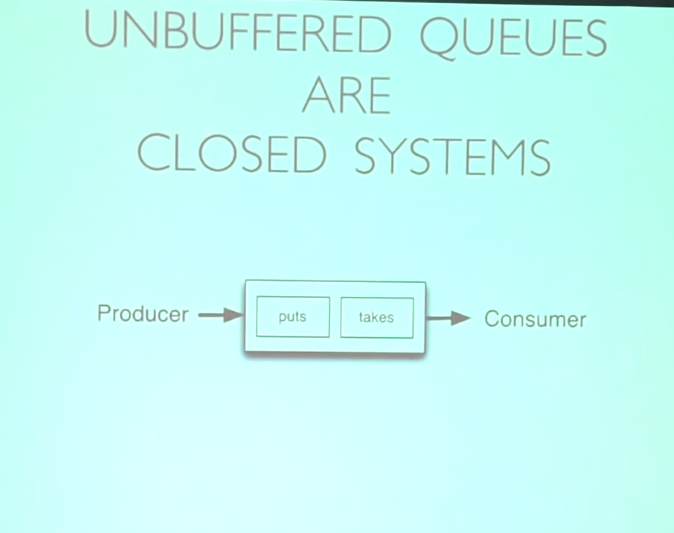 UNBUFFERED QUEUES
ARE
CLOSED SYSTEMS
Producer puts takes Consumer